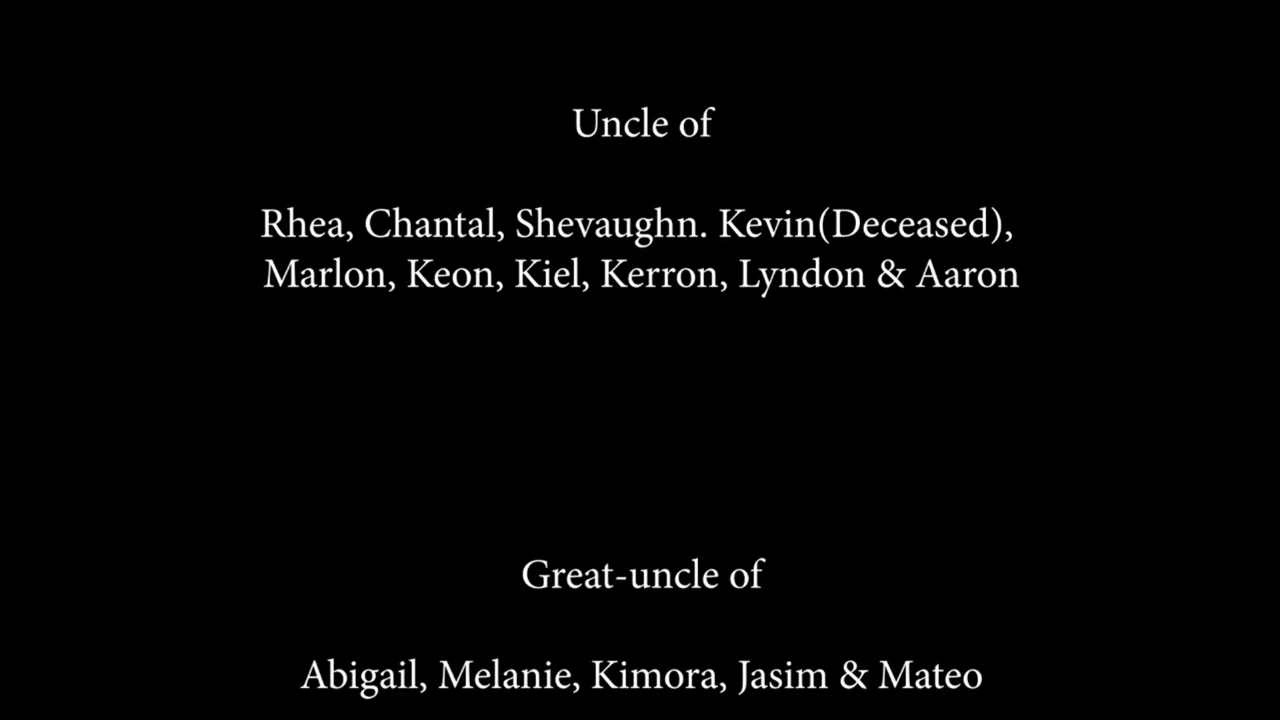 Uncle of
Rhea, Chantal, Shevaughn. Kevin(Deceased),
Marlon, Keon, Kiel, Kerron, Lyndon & Aaron
Great-uncle of
Abigail, Melanie, Kimora, Jasim & Mateo